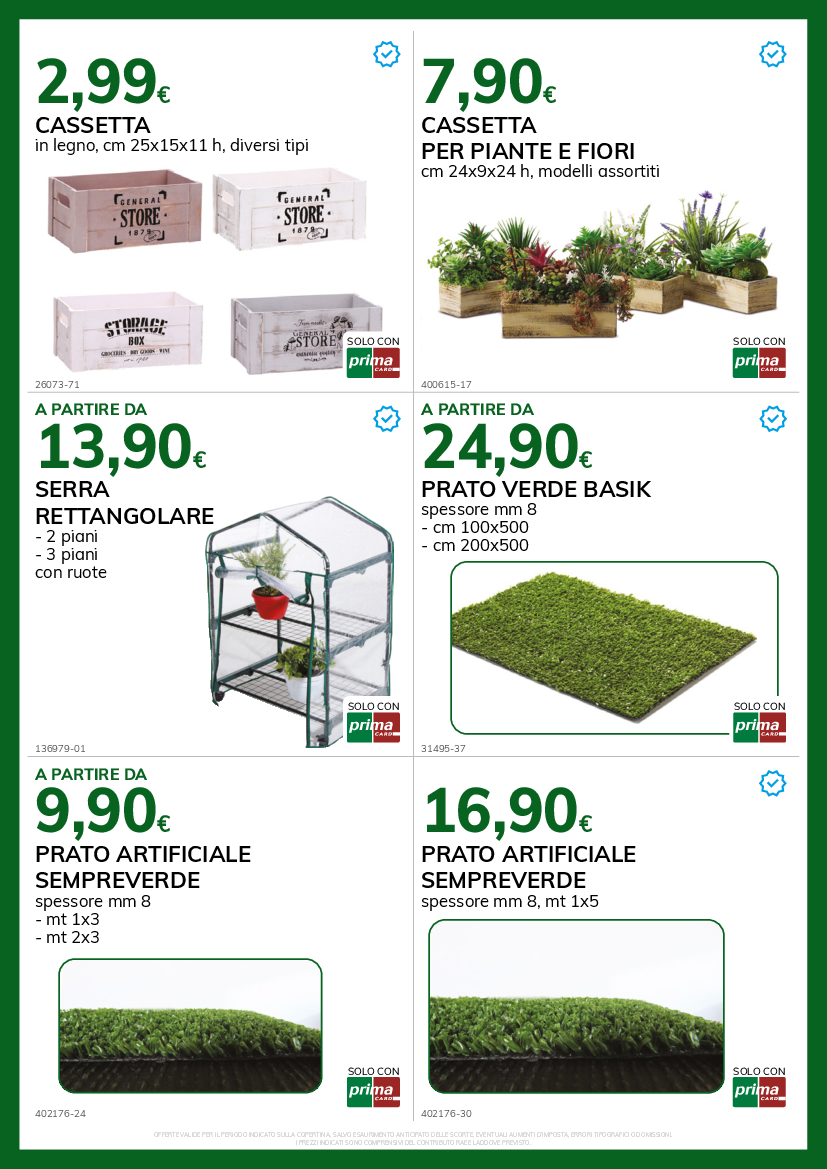 2,99€
CASSETTA
in legno, cm 25x15x11 h, diversi tipi
GENERAL
STORE
1879
GENERAL
STORE
1879
STORAGE
BOX
GROCERIES · DRY GOODS · WINE
GENERAL
STORE
authentic quality
SOLO CON
prima
CARD
26073-71
7,90€
CASSETTA
PER PIANTE E FIORI
cm 24x9x24 h, modelli assortiti
SOLO CON
prima
CARD
400615-17
A PARTIRE DA
13,90€
SERRA
RETTANGOLARE
- 2 piani
- 3 piani
con ruote
SOLO CON
prima
CARD
136979-01
A PARTIRE DA
24,90€
PRATO VERDE BASIK
spessore mm 8
- cm 100x500
- cm 200x500
SOLO CON
prima
CARD
31495-37
A PARTIRE DA
9,90€
PRATO ARTIFICIALE
SEMPREVERDE
spessore mm 8
- mt 1x3
- mt 2x3
SOLO CON
prima
CARD
402176-24
16,90€
PRATO ARTIFICIALE
SEMPREVERDE
spessore mm 8, mt 1x5
SOLO CON
prima
CARD
402176-30
OFFERTE VALIDE PER IL PERIODO INDICATO SULLA COPERTINA, SALVO ESAURIMENTO ANTICIPATO DELLE SCORTE, EVENTUALI AUMENTI D'IMPOSTA, ERRORI TIPOGRAFICI OD OMISSIONI.
I PREZZI INDICATI SONO COMPRENSIVI DEL CONTRIBUTO RAEE LADDOVE PREVISTO.